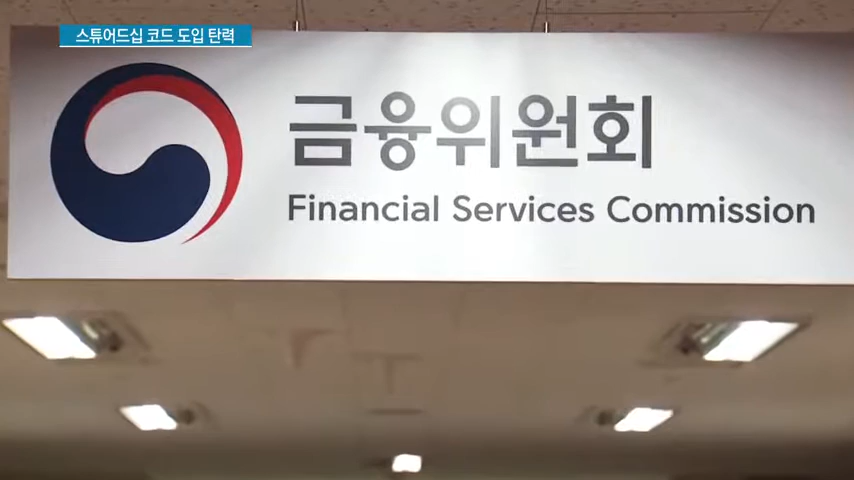 스튜어드십 코드 도입 탄력
금융위원회
Financial Services Commission